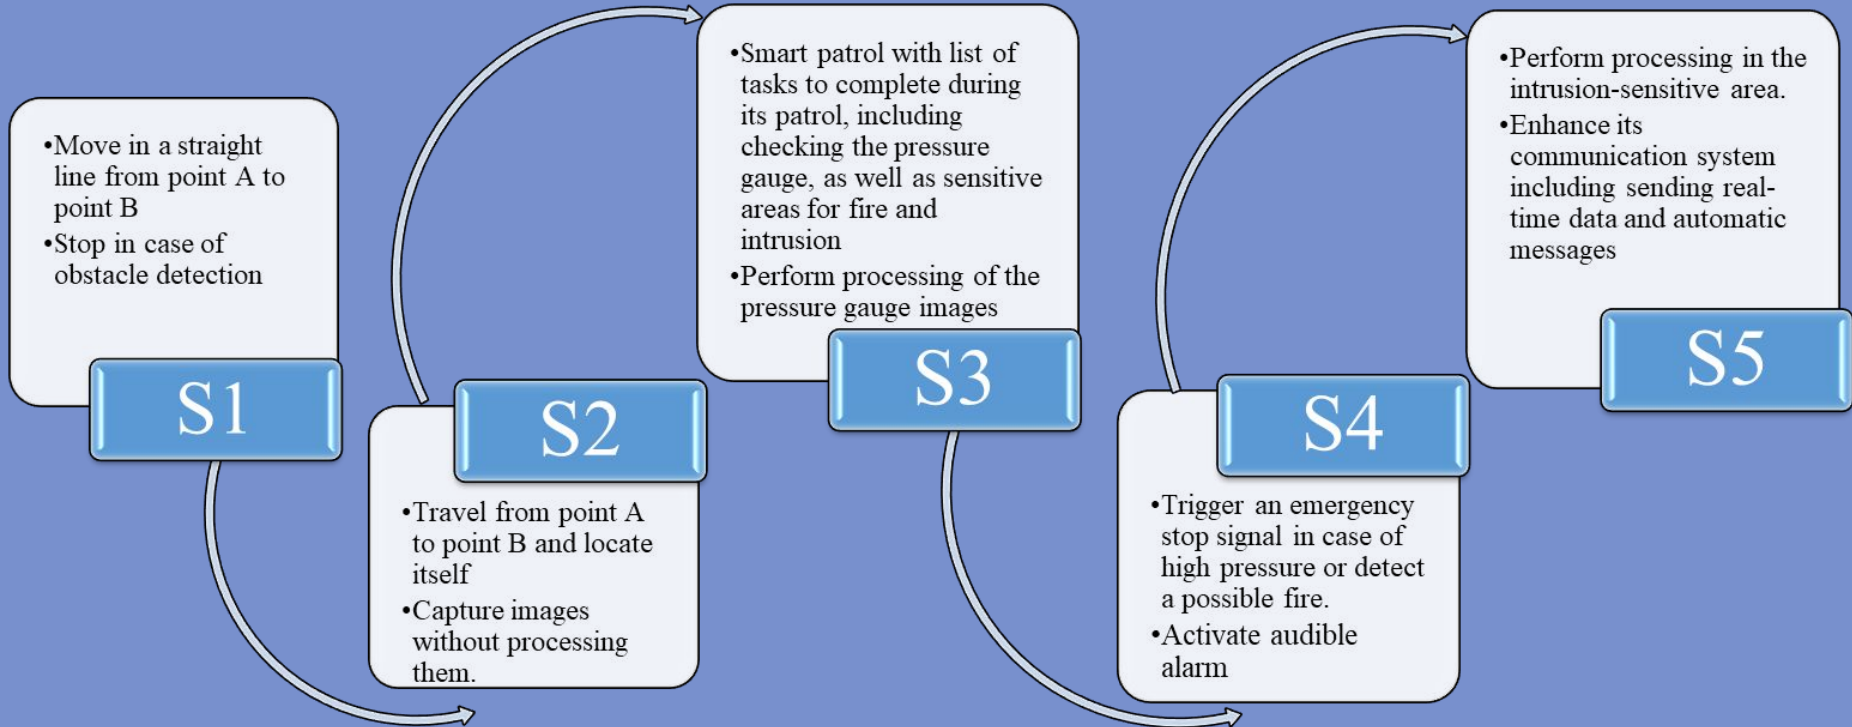 •Move in a straight
line from point A to
point B
•Stop in case of
obstacle detection
S1
S2
•Travel from point A
to point B and locate
itself
•Capture images
without processing
them.
•Smart patrol with list of
tasks to complete during
its patrol, including
checking the pressure
gauge, as well as sensitive
areas for fire and
intrusion
•Perform processing of the
pressure gauge images
S3
S4
•Trigger an emergency
stop signal in case of
high pressure or detect
a possible fire.
•Activate audible
alarm
•Perform processing in the
intrusion-sensitive area.
•Enhance its
communication system
including sending real-
time data and automatic
messages
S5